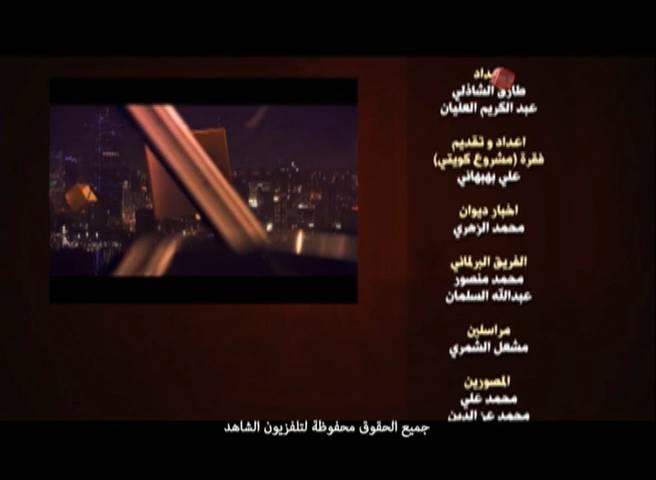 طارق الشاذلي
عبد الكريم العليان
اعداد و تقديم
فقرة (مشروع كويتي)
علي بهبهاني
اخبار ديوان
محمد الزهري
الفريق البرلماني
محمد منصور
عبدالله السلمان
مراسلين
مشعل الشمري
المصورين
محمد علي
محمد عز الدين
جميع الحقوق محفوظة لتلفزيون الشاهد